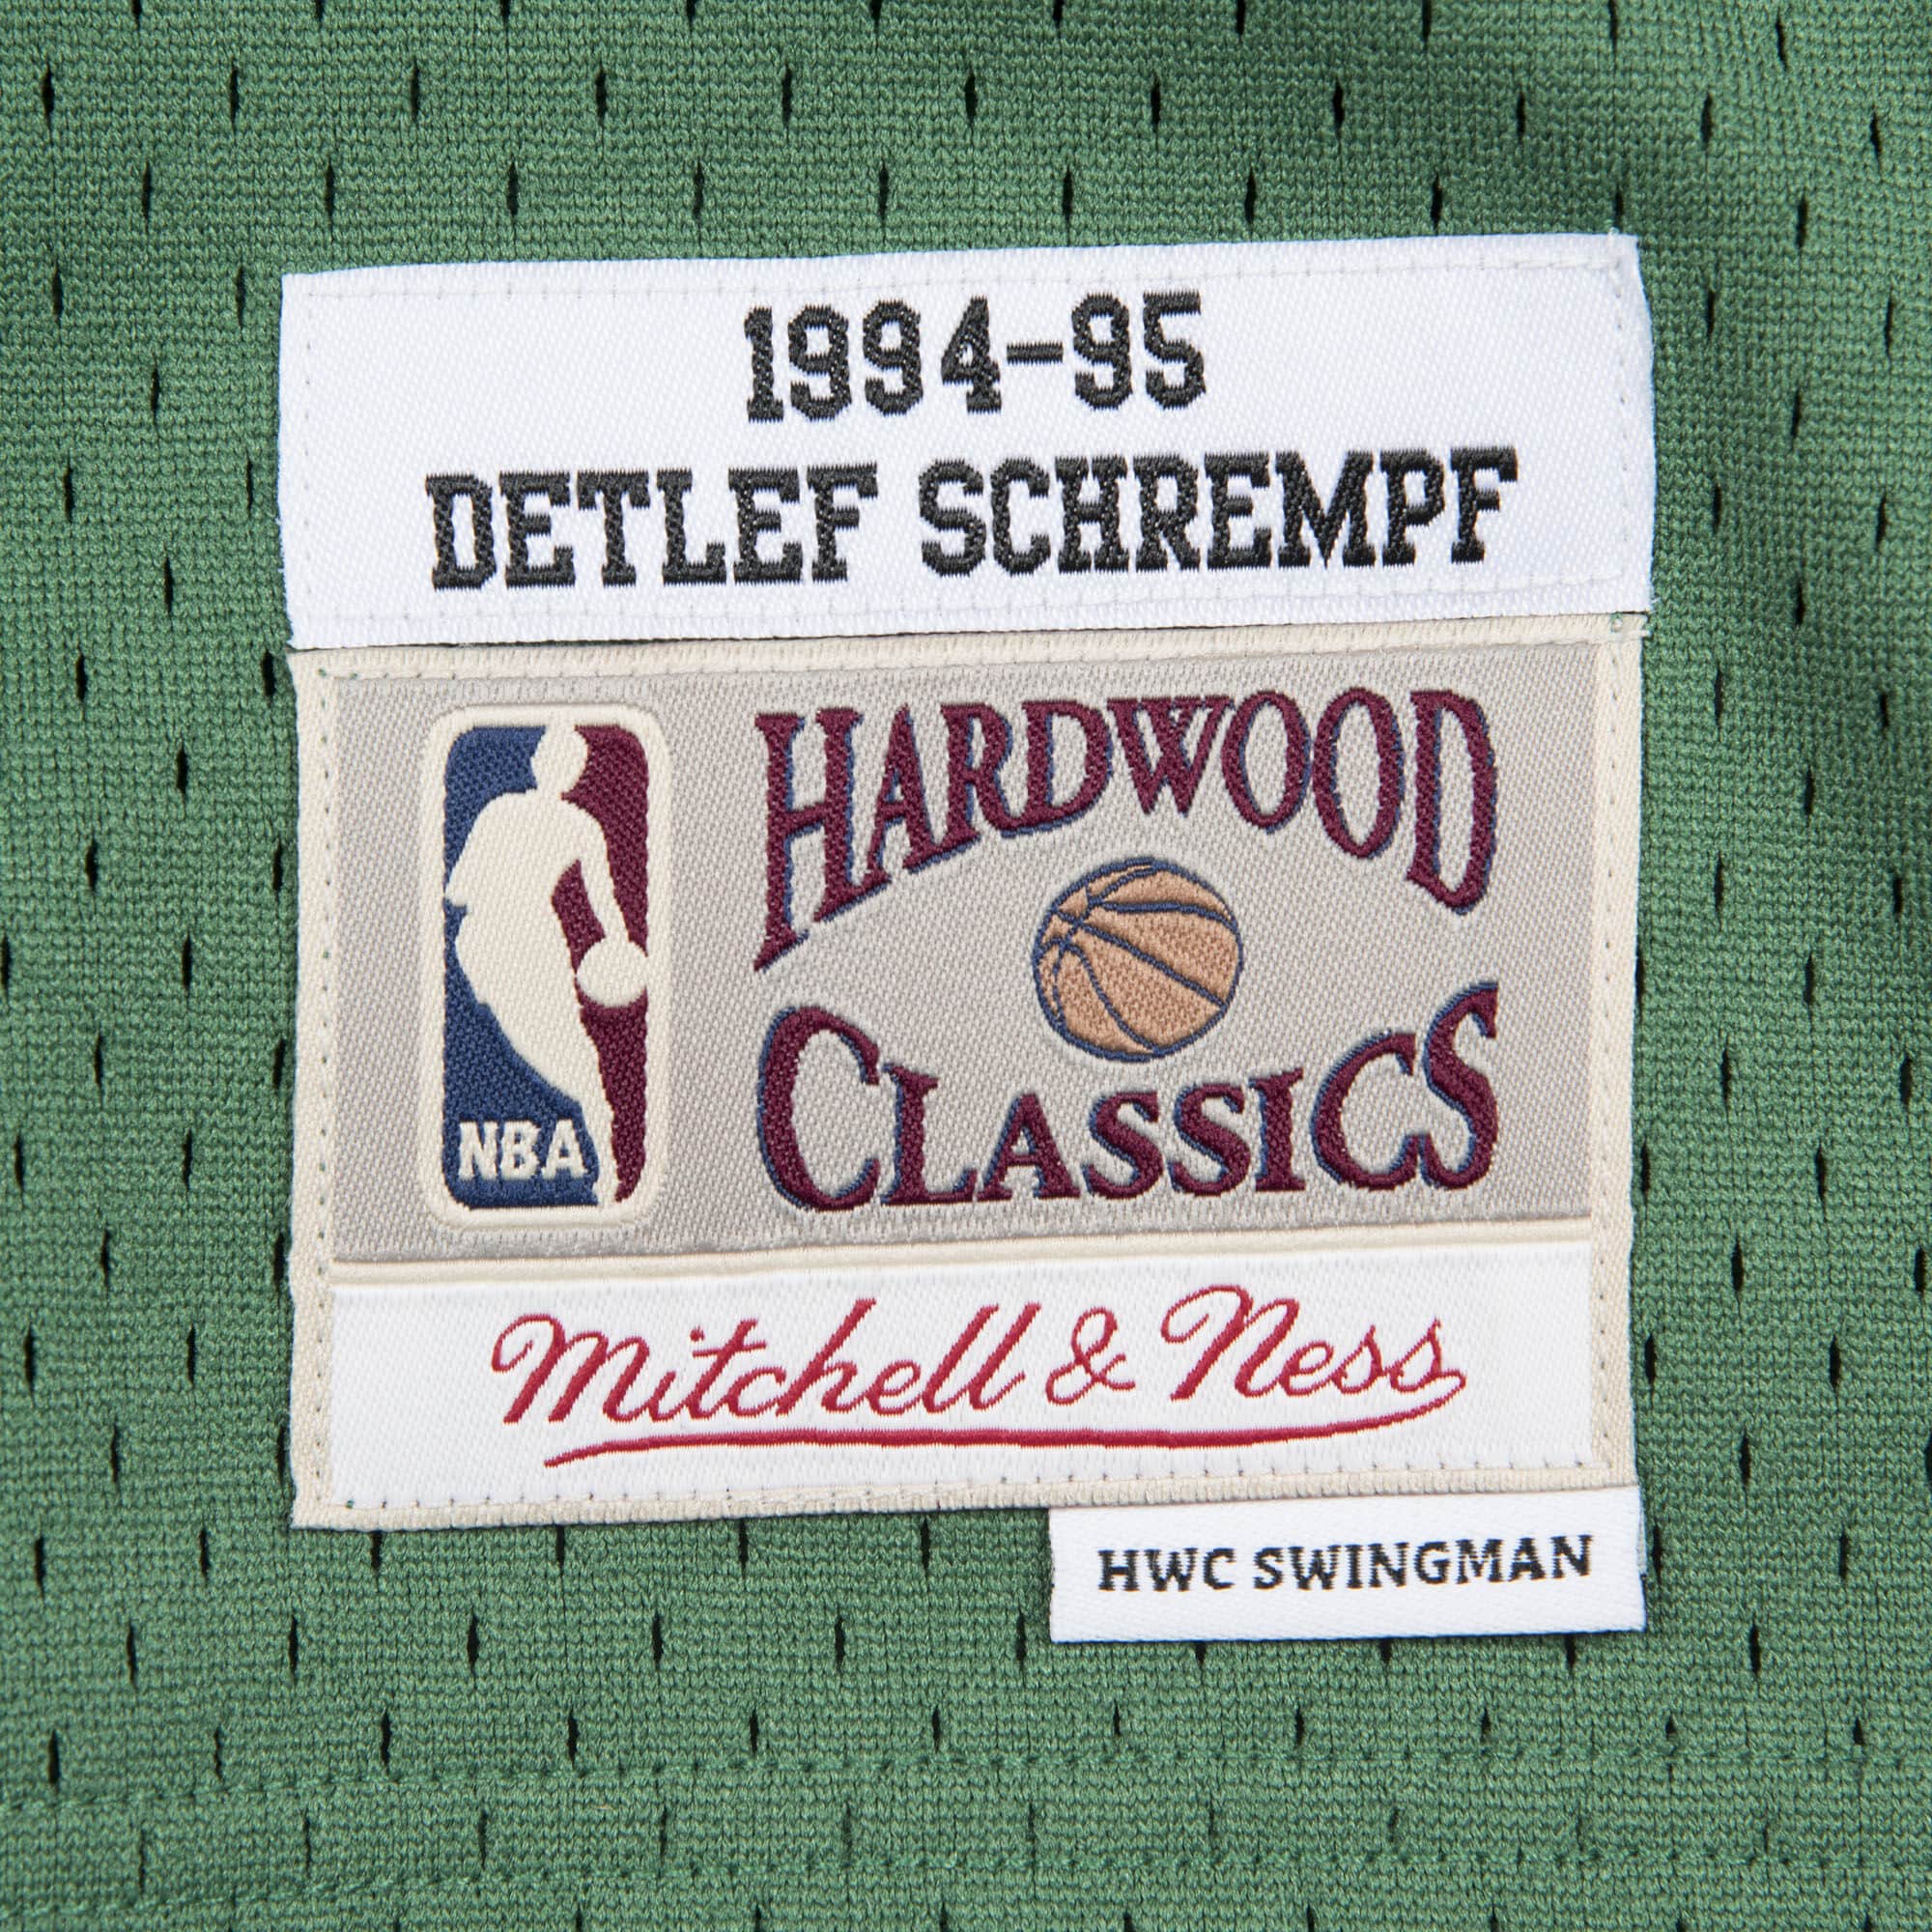 1994-95
DETLEF SCHREMPF
HARDWOOD
CLASSICS
NBA
Mitchell & Ness
HWC SWINGMAN